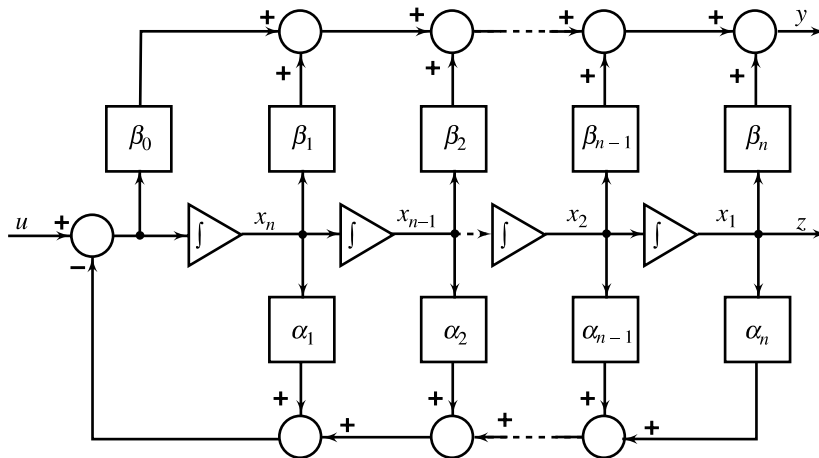 + + + + y
+ + + +
β₀ β₁ β₂ βₙ₋₁ βₙ
u + ∫ xₙ ∫ xₙ₋₁ ∫ x₂ ∫ x₁ z
−
α₁ α₂ αₙ₋₁ αₙ
+ + + + + +